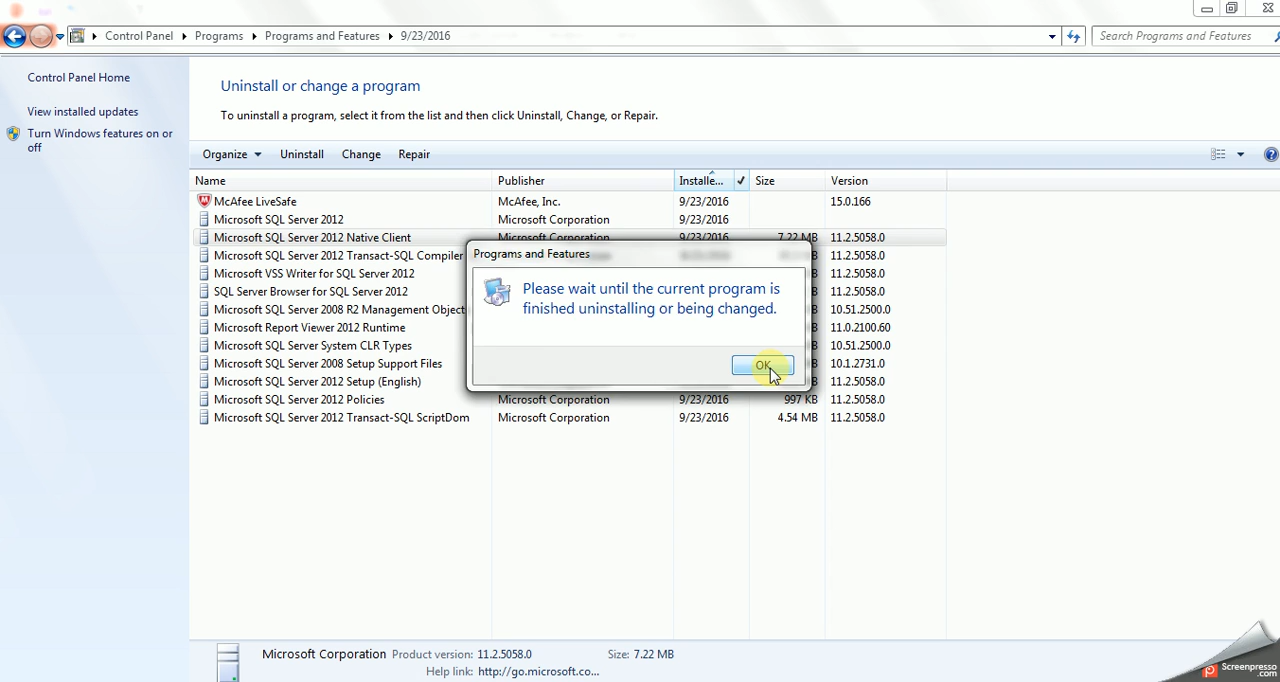 Control Panel Programs Programs and Features 9/23/2016
Search Programs and Features
Control Panel Home
View installed updates
Turn Windows features on or
off
Uninstall or change a program
To uninstall a program, select it from the list and then click Uninstall, Change, or Repair.
Organize Uninstall Change Repair
Name Publisher Installe... Size Version
McAfee LiveSafe McAfee, Inc. 9/23/2016 15.0.166
Microsoft SQL Server 2012 Microsoft Corporation 9/23/2016
Microsoft SQL Server 2012 Native Client Microsoft Corporation 9/23/2016 7.22 MB 11.2.5058.0
Microsoft SQL Server 2012 Transact-SQL Compiler 11.2.5058.0
Microsoft VSS Writer for SQL Server 2012 11.2.5058.0
SQL Server Browser for SQL Server 2012 11.2.5058.0
Microsoft SQL Server 2008 R2 Management Object 10.51.2500.0
Microsoft Report Viewer 2012 Runtime 11.0.2100.60
Microsoft SQL Server System CLR Types 10.51.2500.0
Microsoft SQL Server 2008 Setup Support Files 10.1.2731.0
Microsoft SQL Server 2012 Setup (English) 11.2.5058.0
Microsoft SQL Server 2012 Policies Microsoft Corporation 9/23/2016 997 KB 11.2.5058.0
Microsoft SQL Server 2012 Transact-SQL ScriptDom Microsoft Corporation 9/23/2016 4.54 MB 11.2.5058.0
Programs and Features
Please wait until the current program is
finished uninstalling or being changed.
OK
Microsoft Corporation Product version: 11.2.5058.0 Size: 7.22 MB
Help link: http://go.microsoft.co...
Screenpresso
.com